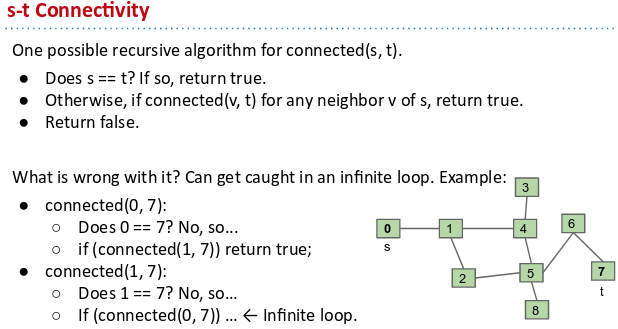 s-t Connectivity
One possible recursive algorithm for connected(s, t).
● Does s == t? If so, return true.
● Otherwise, if connected(v, t) for any neighbor v of s, return true.
● Return false.
What is wrong with it? Can get caught in an infinite loop. Example:
● connected(0, 7):
○ Does 0 == 7? No, so...
○ if (connected(1, 7)) return true;
● connected(1, 7):
○ Does 1 == 7? No, so…
○ If (connected(0, 7)) … ← Infinite loop.
3
0
1
4
6
s
2
5
7
t
8